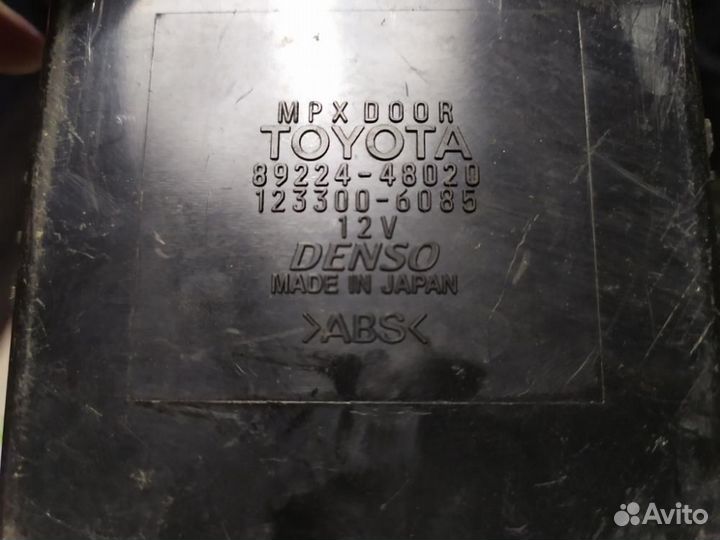 MPX DOOR
TOYOTA
89224-48020
123300-6085
12V
DENSO
MADE IN JAPAN
>ABS<
Avito